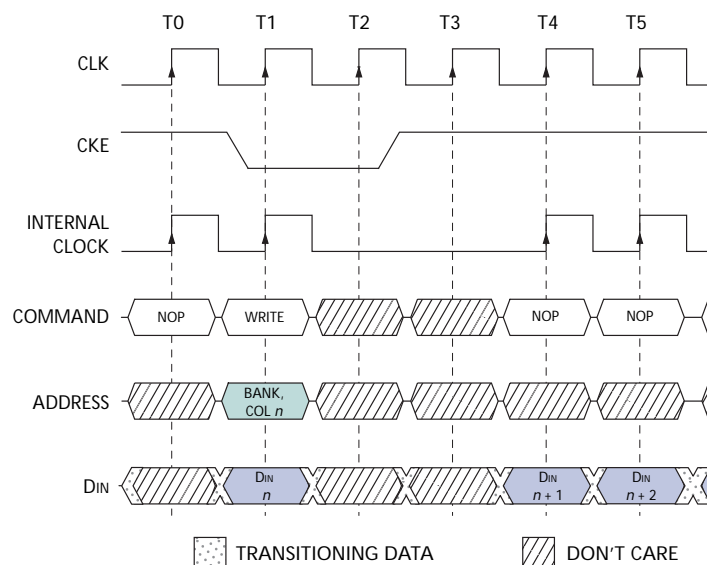 T0 T1 T2 T3 T4 T5
CLK
CKE
INTERNAL
CLOCK
COMMAND NOP WRITE NOP NOP
ADDRESS BANK,
COL n
DIN DIN DIN DIN
n n + 1 n + 2
TRANSITIONING DATA DON'T CARE